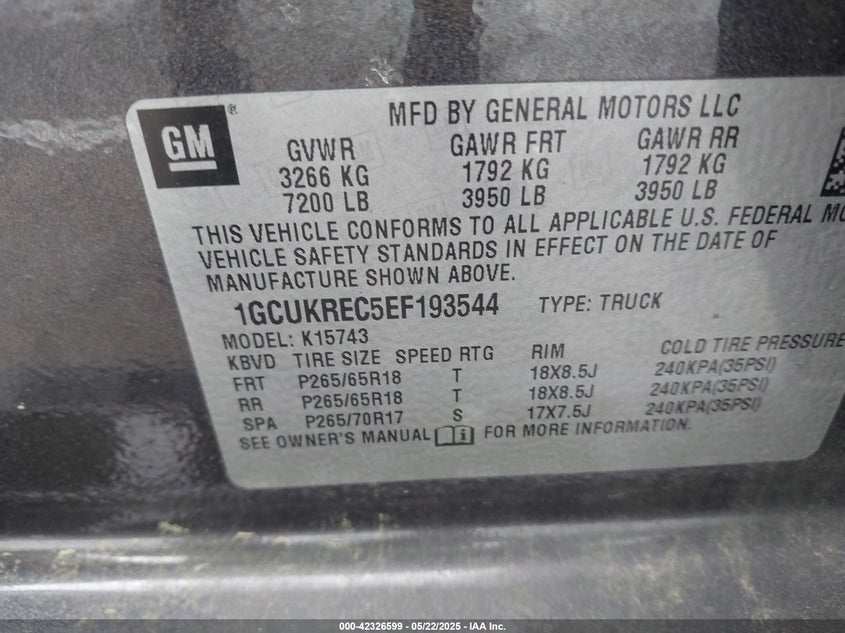 GM ®
MFD BY GENERAL MOTORS LLC
GVWR GAWR FRT GAWR RR
3266 KG 1792 KG 1792 KG
7200 LB 3950 LB 3950 LB
THIS VEHICLE CONFORMS TO ALL APPLICABLE U.S. FEDERAL MO
VEHICLE SAFETY STANDARDS IN EFFECT ON THE DATE OF
MANUFACTURE SHOWN ABOVE.
1GCUKREC5EF193544 TYPE: TRUCK
MODEL: K15743
KBVD TIRE SIZE SPEED RTG RIM COLD TIRE PRESSURE
FRT P265/65R18 T 18X8.5J 240KPA(35PSI)
RR P265/65R18 T 18X8.5J 240KPA(35PSI)
SPA P265/70R17 S 17X7.5J 240KPA(35PSI)
SEE OWNER'S MANUAL FOR MORE INFORMATION.
000-42326599 — 05/22/2025 — IAA Inc.